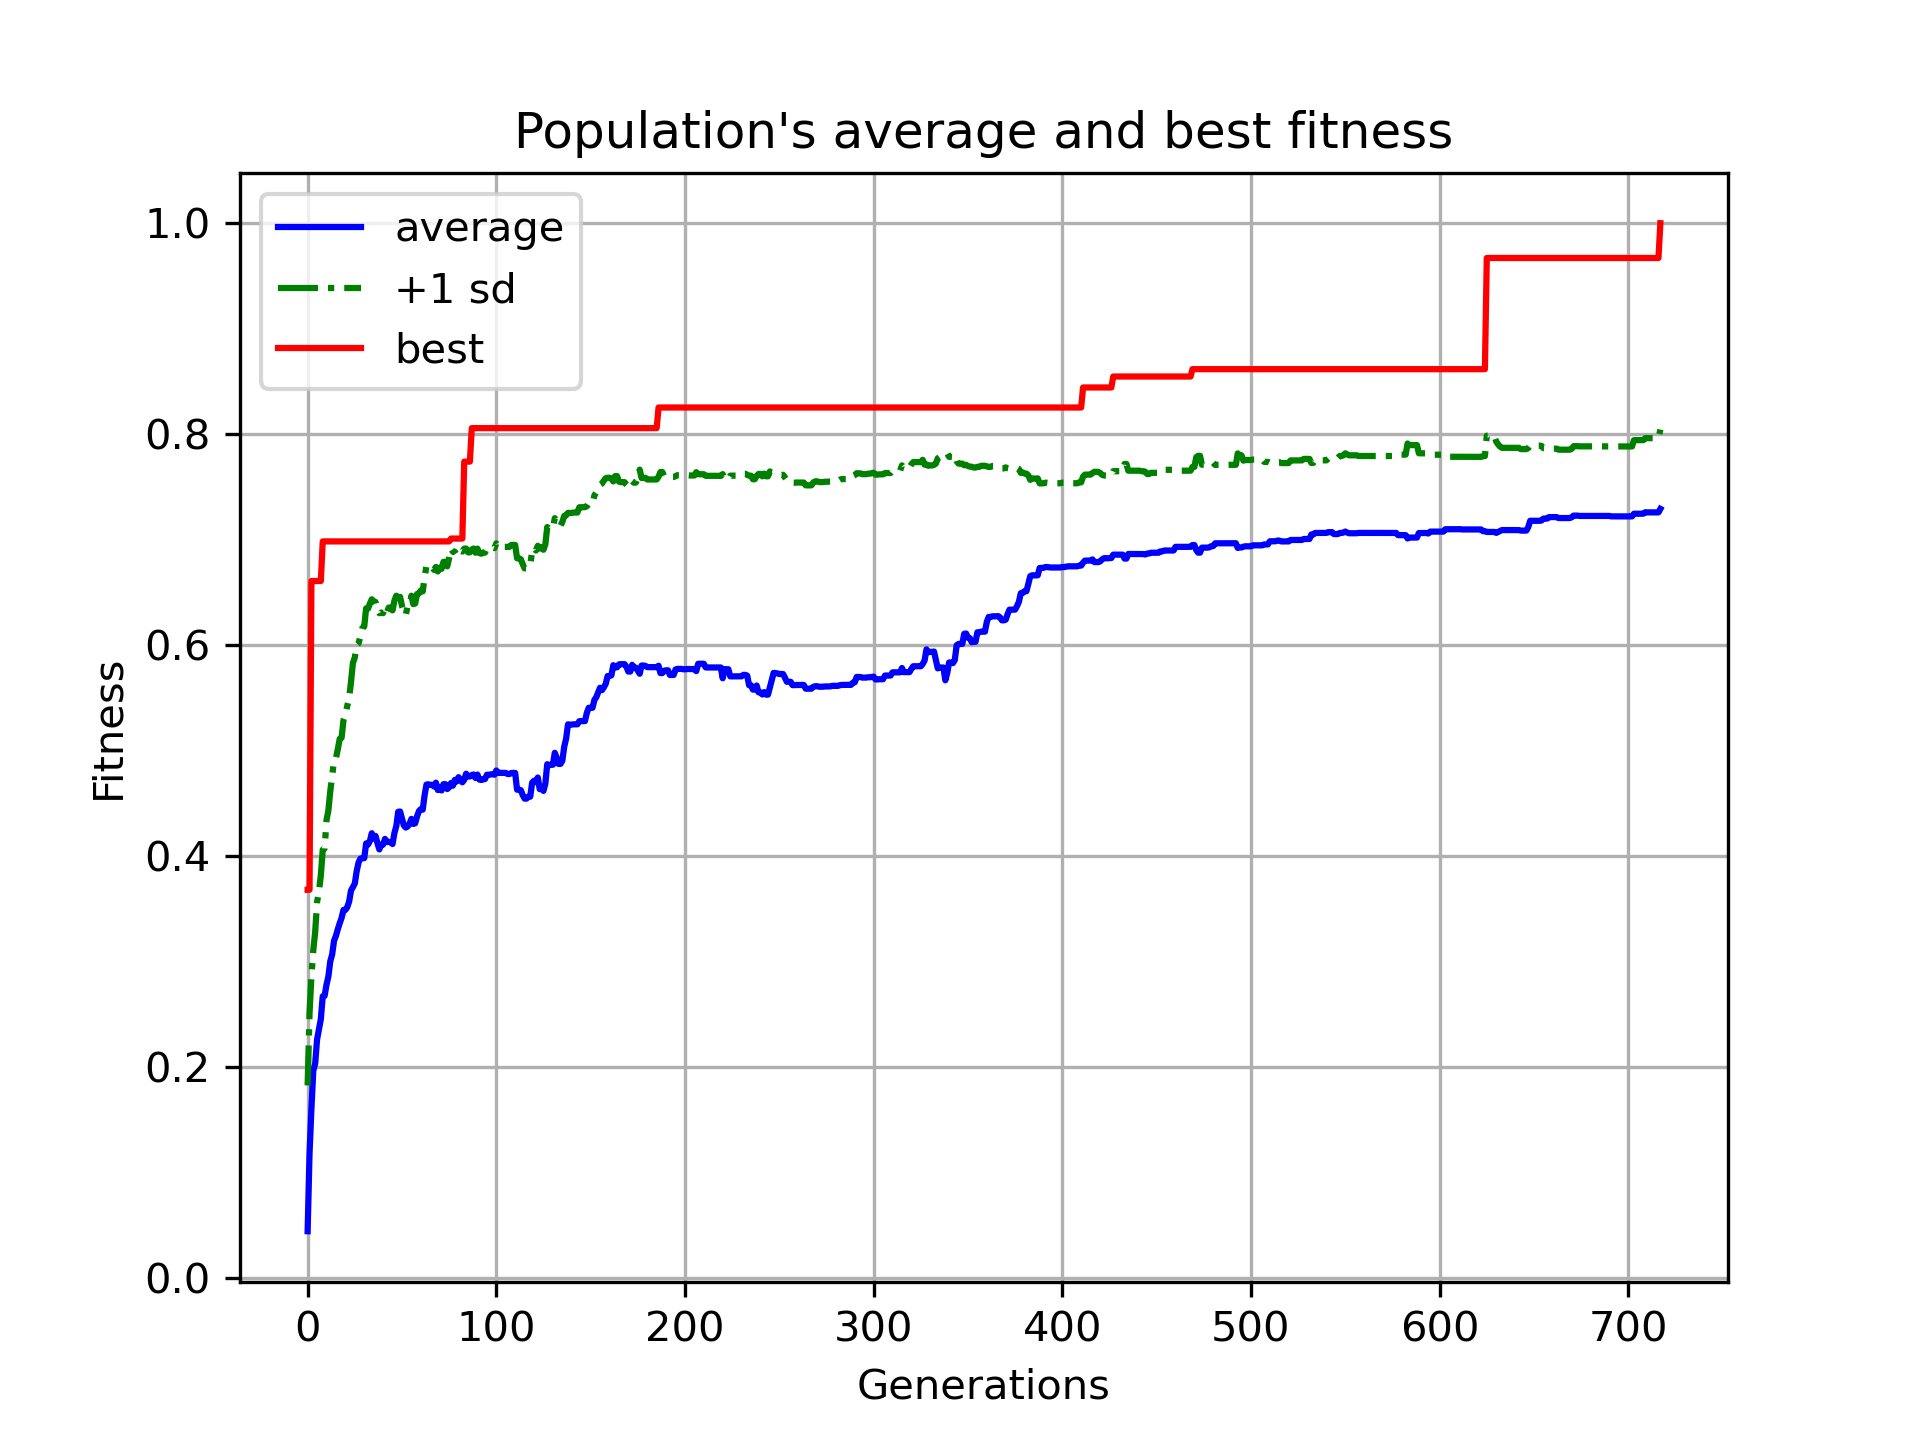 Population's average and best fitness
average
+1 sd
best
1.0
0.8
0.6
0.4
0.2
0.0
Fitness
0 100 200 300 400 500 600 700
Generations